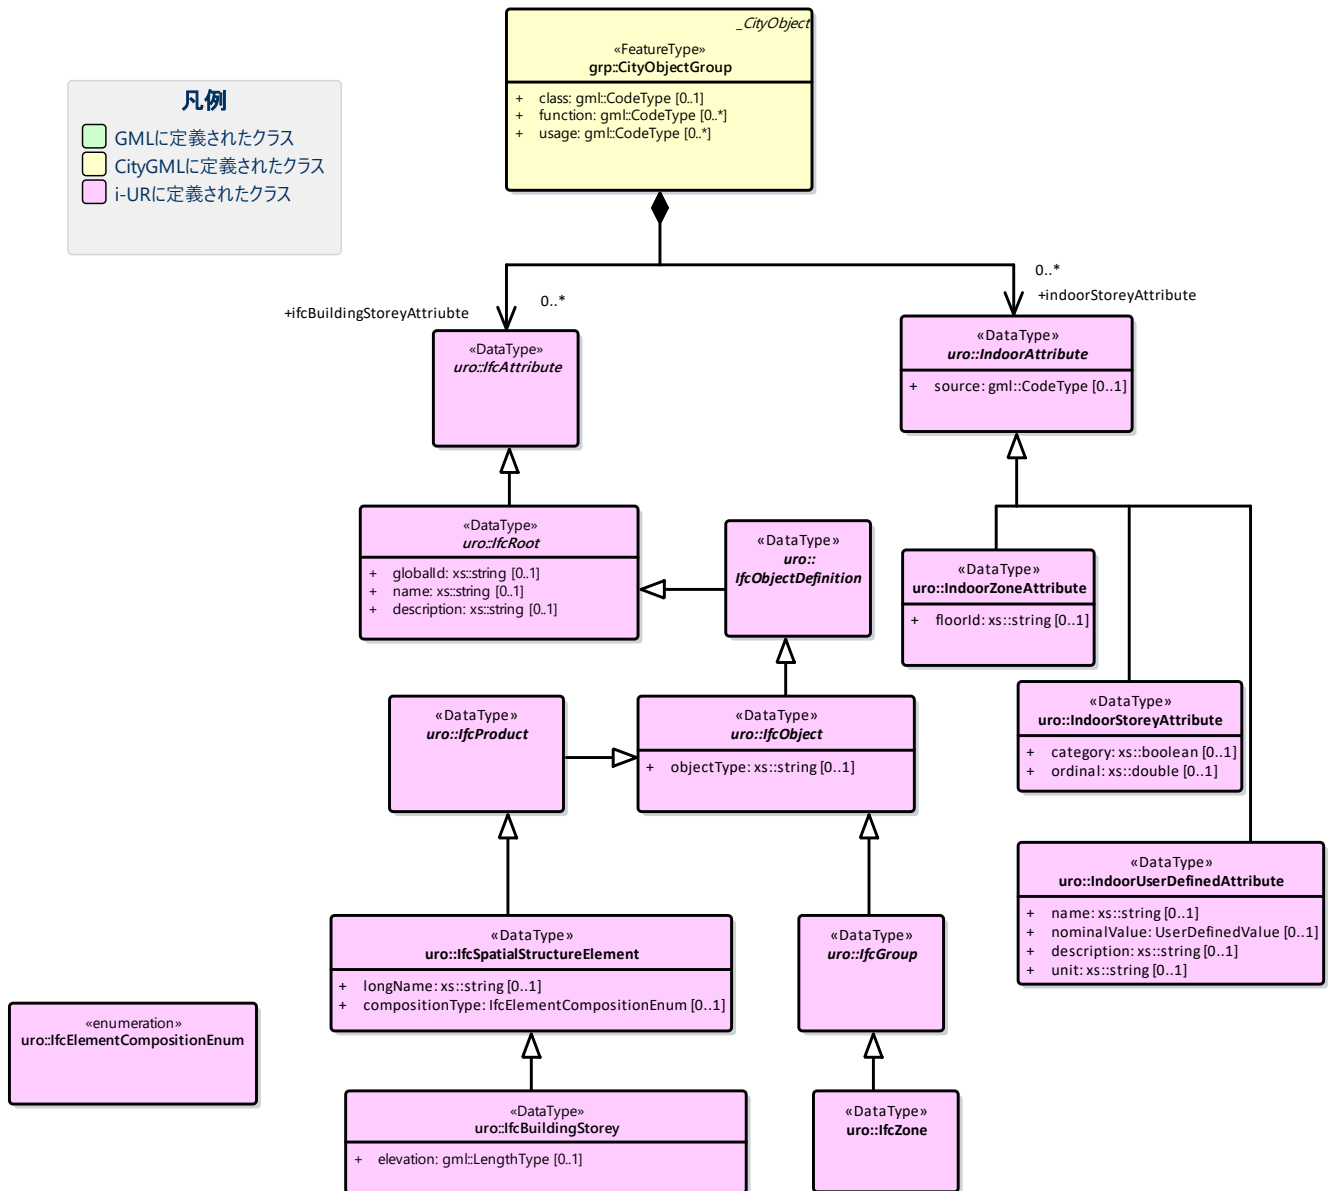 _CityObject
«FeatureType»
grp::CityObjectGroup
+ class: gml::CodeType [0..1]
+ function: gml::CodeType [0..*]
+ usage: gml::CodeType [0..*]
凡例
GMLに定義されたクラス
CityGMLに定義されたクラス
i-URに定義されたクラス
+ifcBuildingStoreyAttriubte
0..*
0..*
+indoorStoreyAttribute
«DataType»
uro::IfcAttribute
«DataType»
uro::IndoorAttribute
+ source: gml::CodeType [0..1]
«DataType»
uro::IfcRoot
+ globalId: xs::string [0..1]
+ name: xs::string [0..1]
+ description: xs::string [0..1]
«DataType»
uro::
IfcObjectDefinition
«DataType»
uro::IndoorZoneAttribute
+ floorId: xs::string [0..1]
«DataType»
uro::IfcProduct
«DataType»
uro::IfcObject
+ objectType: xs::string [0..1]
«DataType»
uro::IndoorStoreyAttribute
+ category: xs::boolean [0..1]
+ ordinal: xs::double [0..1]
«DataType»
uro::IndoorUserDefinedAttribute
+ name: xs::string [0..1]
+ nominalValue: UserDefinedValue [0..1]
+ description: xs::string [0..1]
+ unit: xs::string [0..1]
«DataType»
uro::IfcSpatialStructureElement
+ longName: xs::string [0..1]
+ compositionType: IfcElementCompositionEnum [0..1]
«DataType»
uro::IfcGroup
«enumeration»
uro::IfcElementCompositionEnum
«DataType»
uro::IfcBuildingStorey
+ elevation: gml::LengthType [0..1]
«DataType»
uro::IfcZone